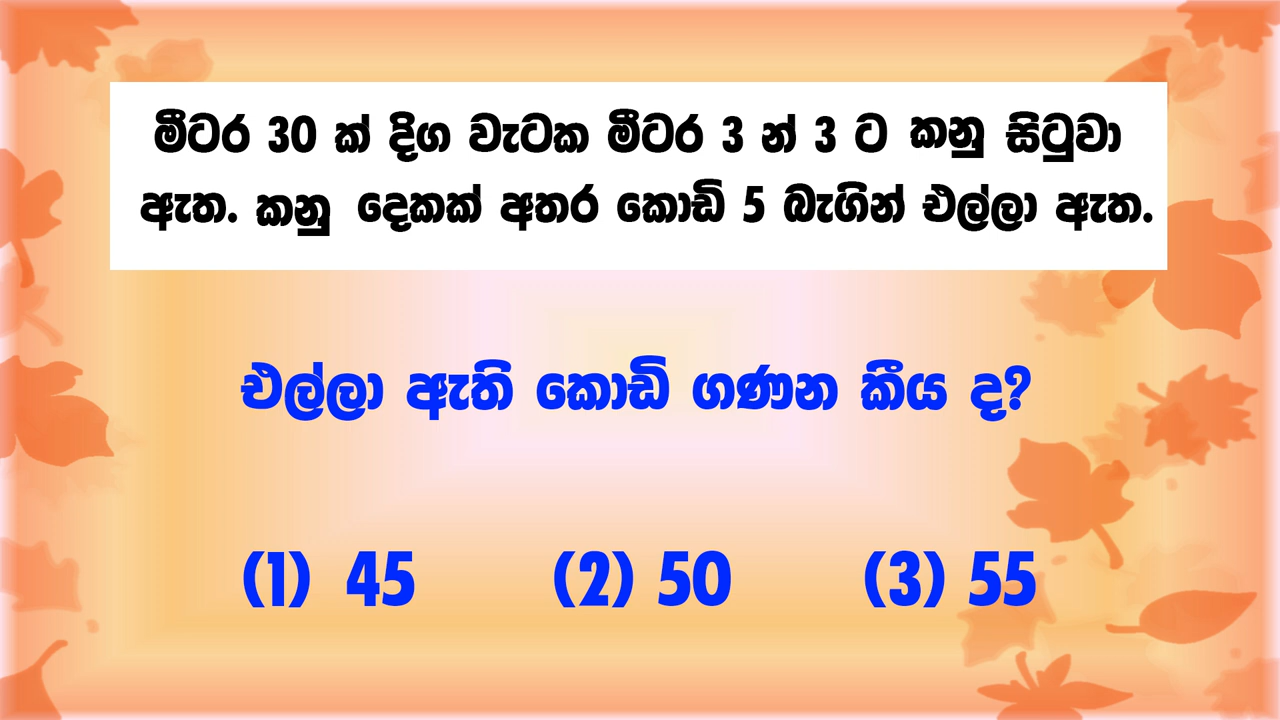 මීටර 30 ක් දිග වැටක මීටර 3 න් 3 ට කනු සිටුවා
ඇත. කනු දෙකක් අතර කොඩි 5 බැගින් එල්ලා ඇත.
එල්ලා ඇති කොඩි ගණන කීය ද?
(1) 45 (2) 50 (3) 55